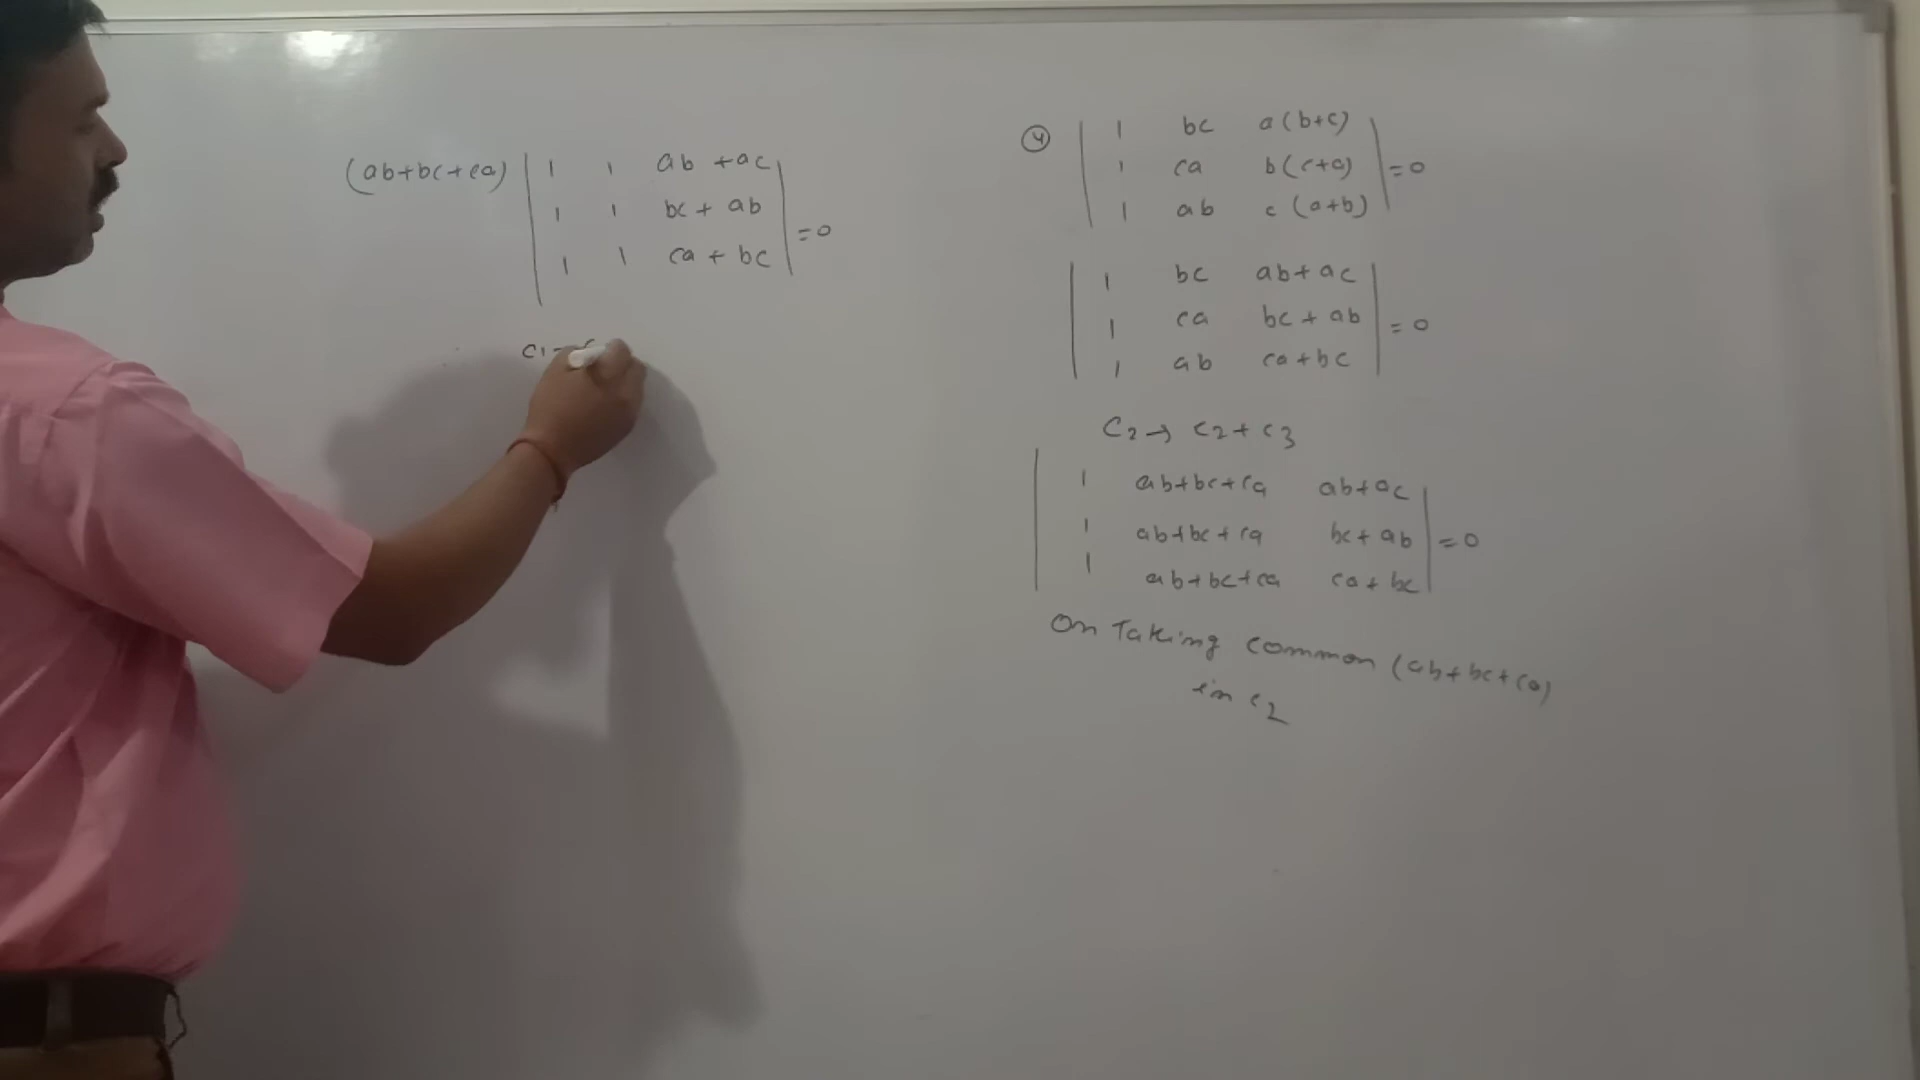 ④ | 1 bc a(b+c) |
| 1 ca b(c+a) | =0
| 1 ab c(a+b) |
| 1 bc ab+ac |
| 1 ca bc+ab | =0
| 1 ab ca+bc |
C2→ C2+C3
| 1 ab+bc+ca ab+ac |
| 1 ab+bc+ca bc+ab | =0
| 1 ab+bc+ca ca+bc |
On Taking common (ab+bc+ca)
in c2
(ab+bc+ca) | 1 1 ab+ac |
| 1 1 bc+ab | =0
| 1 1 ca+bc |
C1